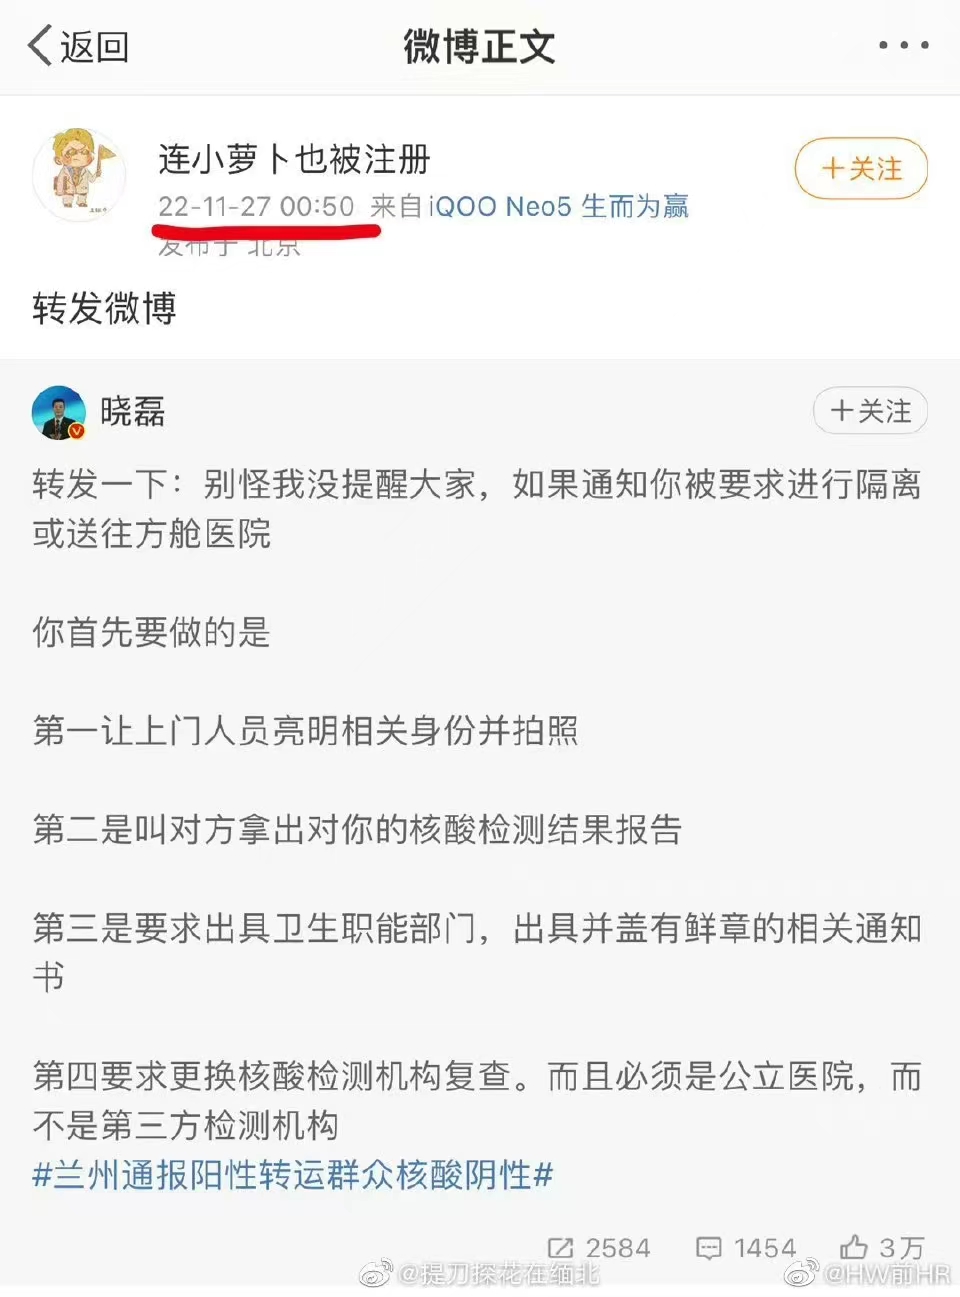 返回
微博正文
连小萝卜也被注册
+关注
22-11-27 00:50 来自 iQOO Neo5 生而为赢
发布于 北京
转发微博
晓磊
+关注
转发一下：别怪我没提醒大家，如果通知你被要求进行隔离
或送往方舱医院
你首先要做的是
第一让上门人员亮明相关身份并拍照
第二是叫对方拿出对你的核酸检测结果报告
第三是要求出具卫生职能部门，出具并盖有鲜章的相关通知
书
第四要求更换核酸检测机构复查。而且必须是公立医院，而
不是第三方检测机构
#兰州通报阳性转运群众核酸阴性#
2584 1454 3万
@提刀探花在缅北
@HW前HR